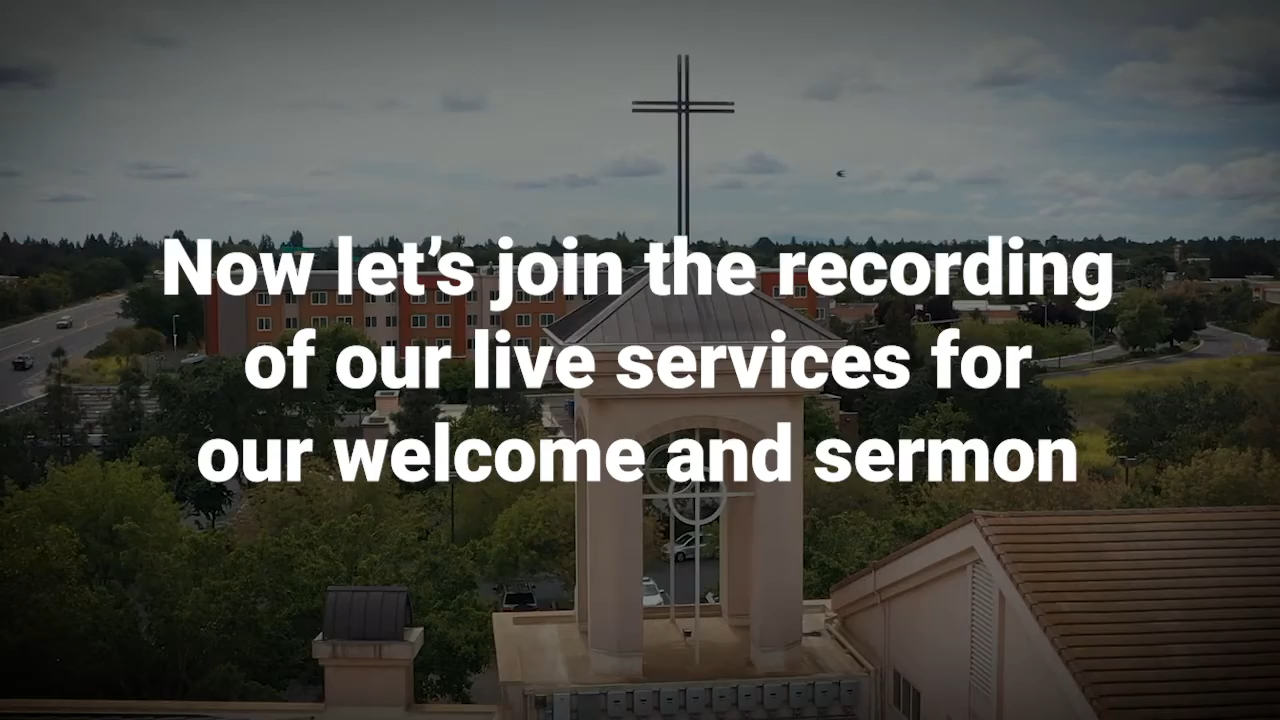 Now let’s join the recording
of our live services for
our welcome and sermon